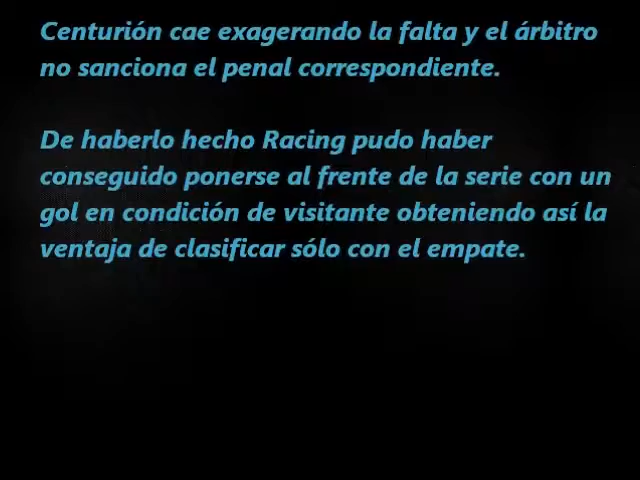 Centurión cae exagerando la falta y el árbitro
no sanciona el penal correspondiente.
De haberlo hecho Racing pudo haber
conseguido ponerse al frente de la serie con un
gol en condición de visitante obteniendo así la
ventaja de clasificar sólo con el empate.